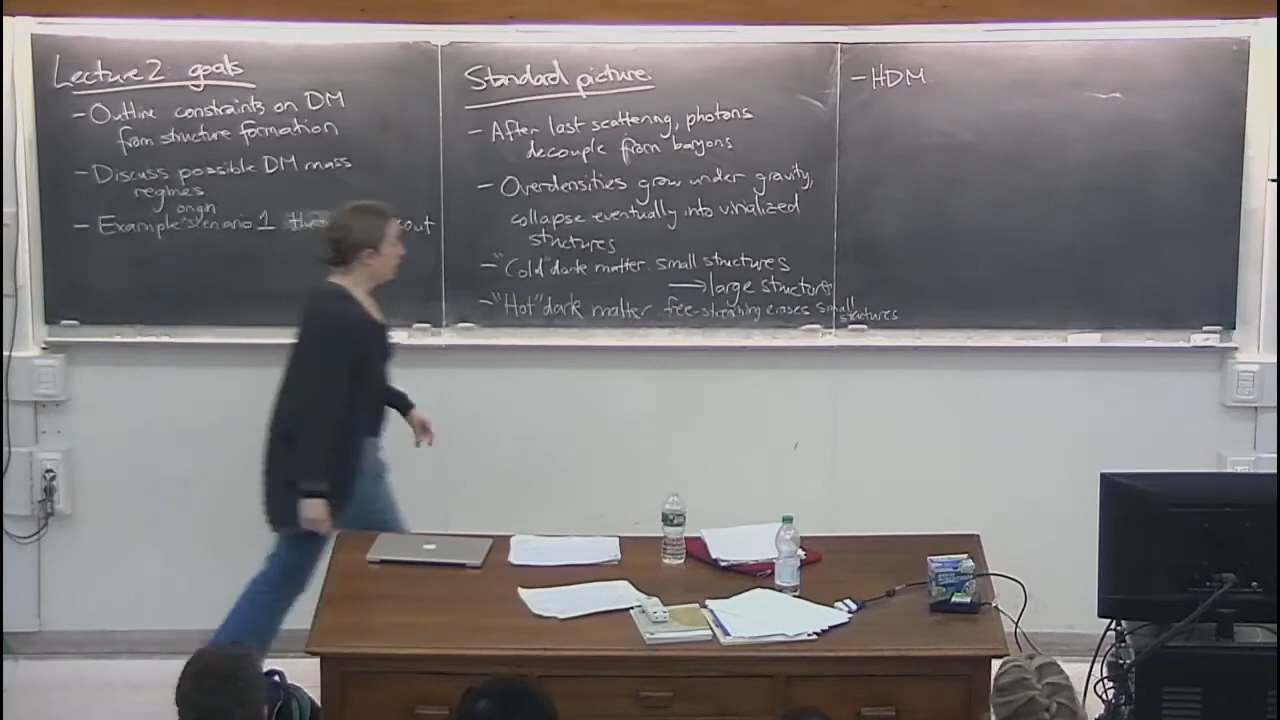 Lecture 2 goals
- Outline constraints on DM
from structure formation
- Discuss possible DM mass
regimes
origin
- Example scenario 1
out
Standard picture
- After last scattering, photons
decouple from baryons
- Overdensities grow under gravity,
collapse eventually into virialized
structures
- "Cold" dark matter. small structures
→ large structures
- "Hot" dark matter free-streaming erases small
structures
- HDM